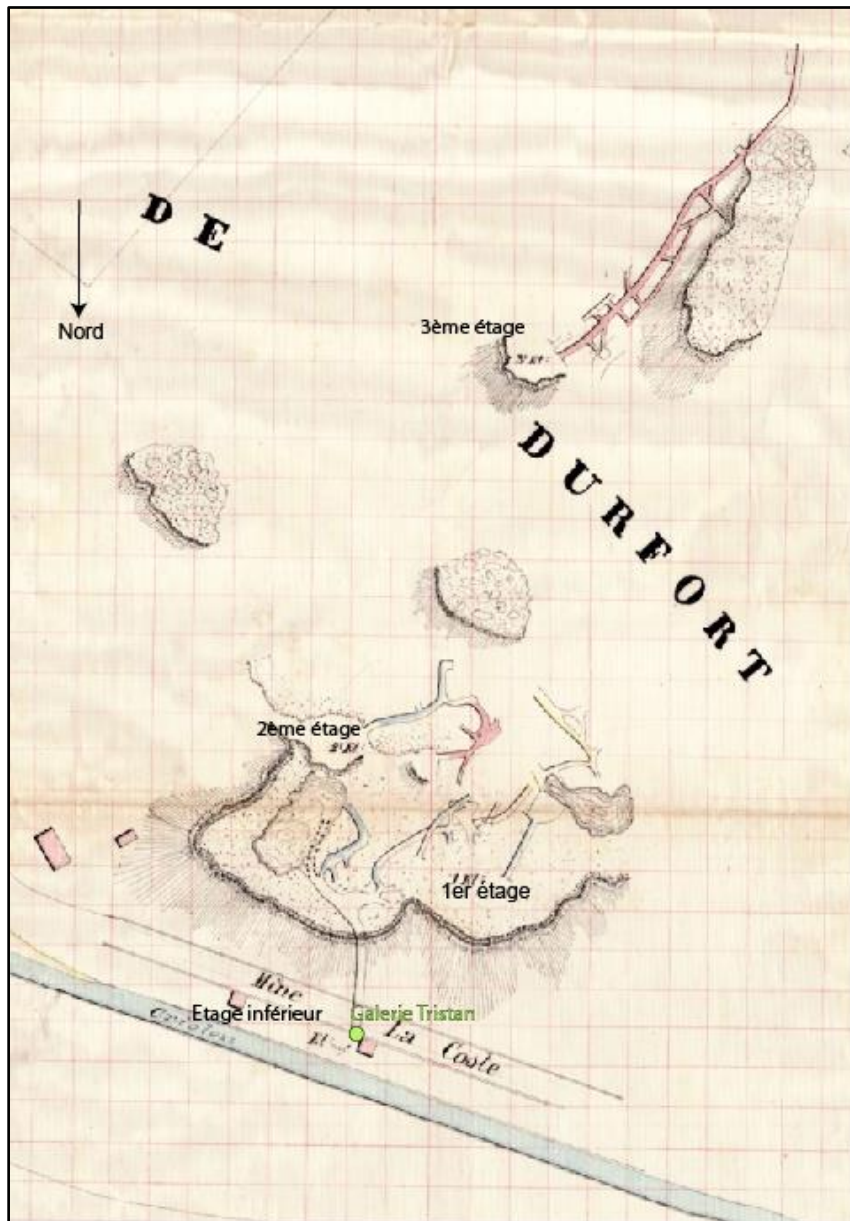 DE
Nord
3ème étage
DURFORT
2ème étage
1er étage
Mine
Etage inférieur
Galerie Tristan
La Coste